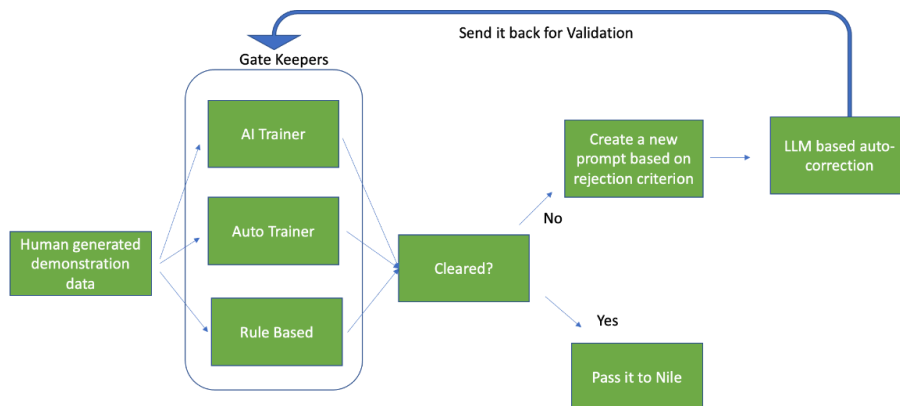 Send it back for Validation
Gate Keepers
AI Trainer
Create a new
prompt based on
rejection criterion
LLM based auto-
correction
No
Human generated
demonstration
data
Auto Trainer
Cleared?
Rule Based
Yes
Pass it to Nile